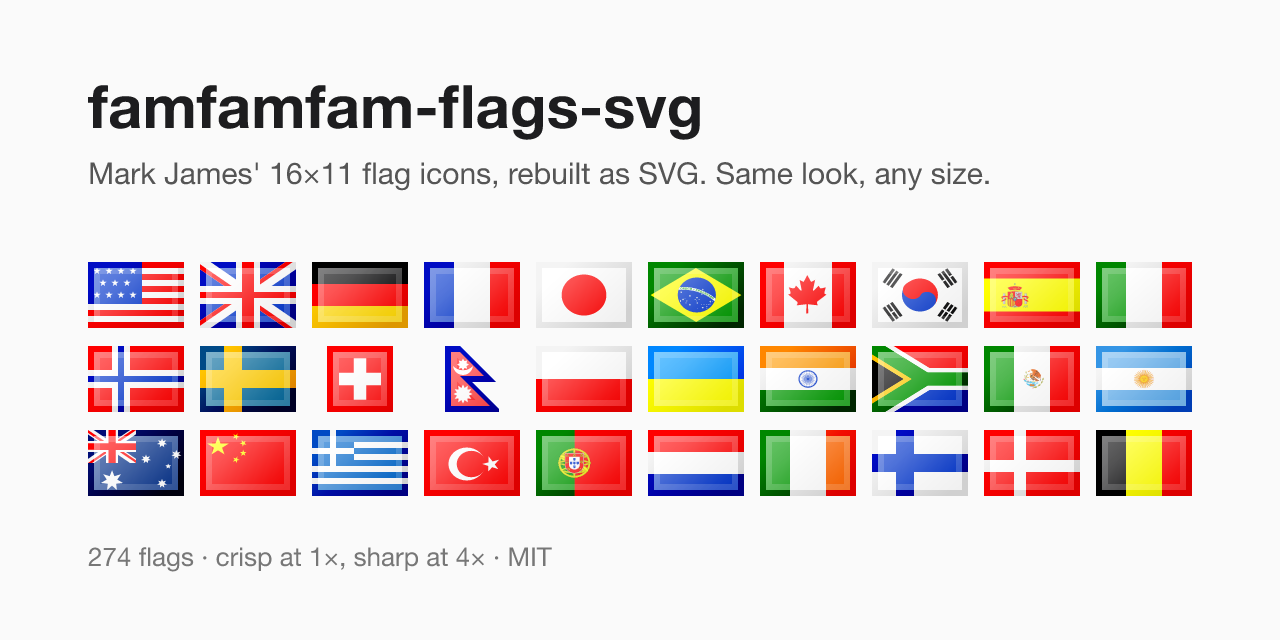 famfamfam-flags-svg
Mark James' 16×11 flag icons, rebuilt as SVG. Same look, any size.
274 flags · crisp at 1×, sharp at 4× · MIT